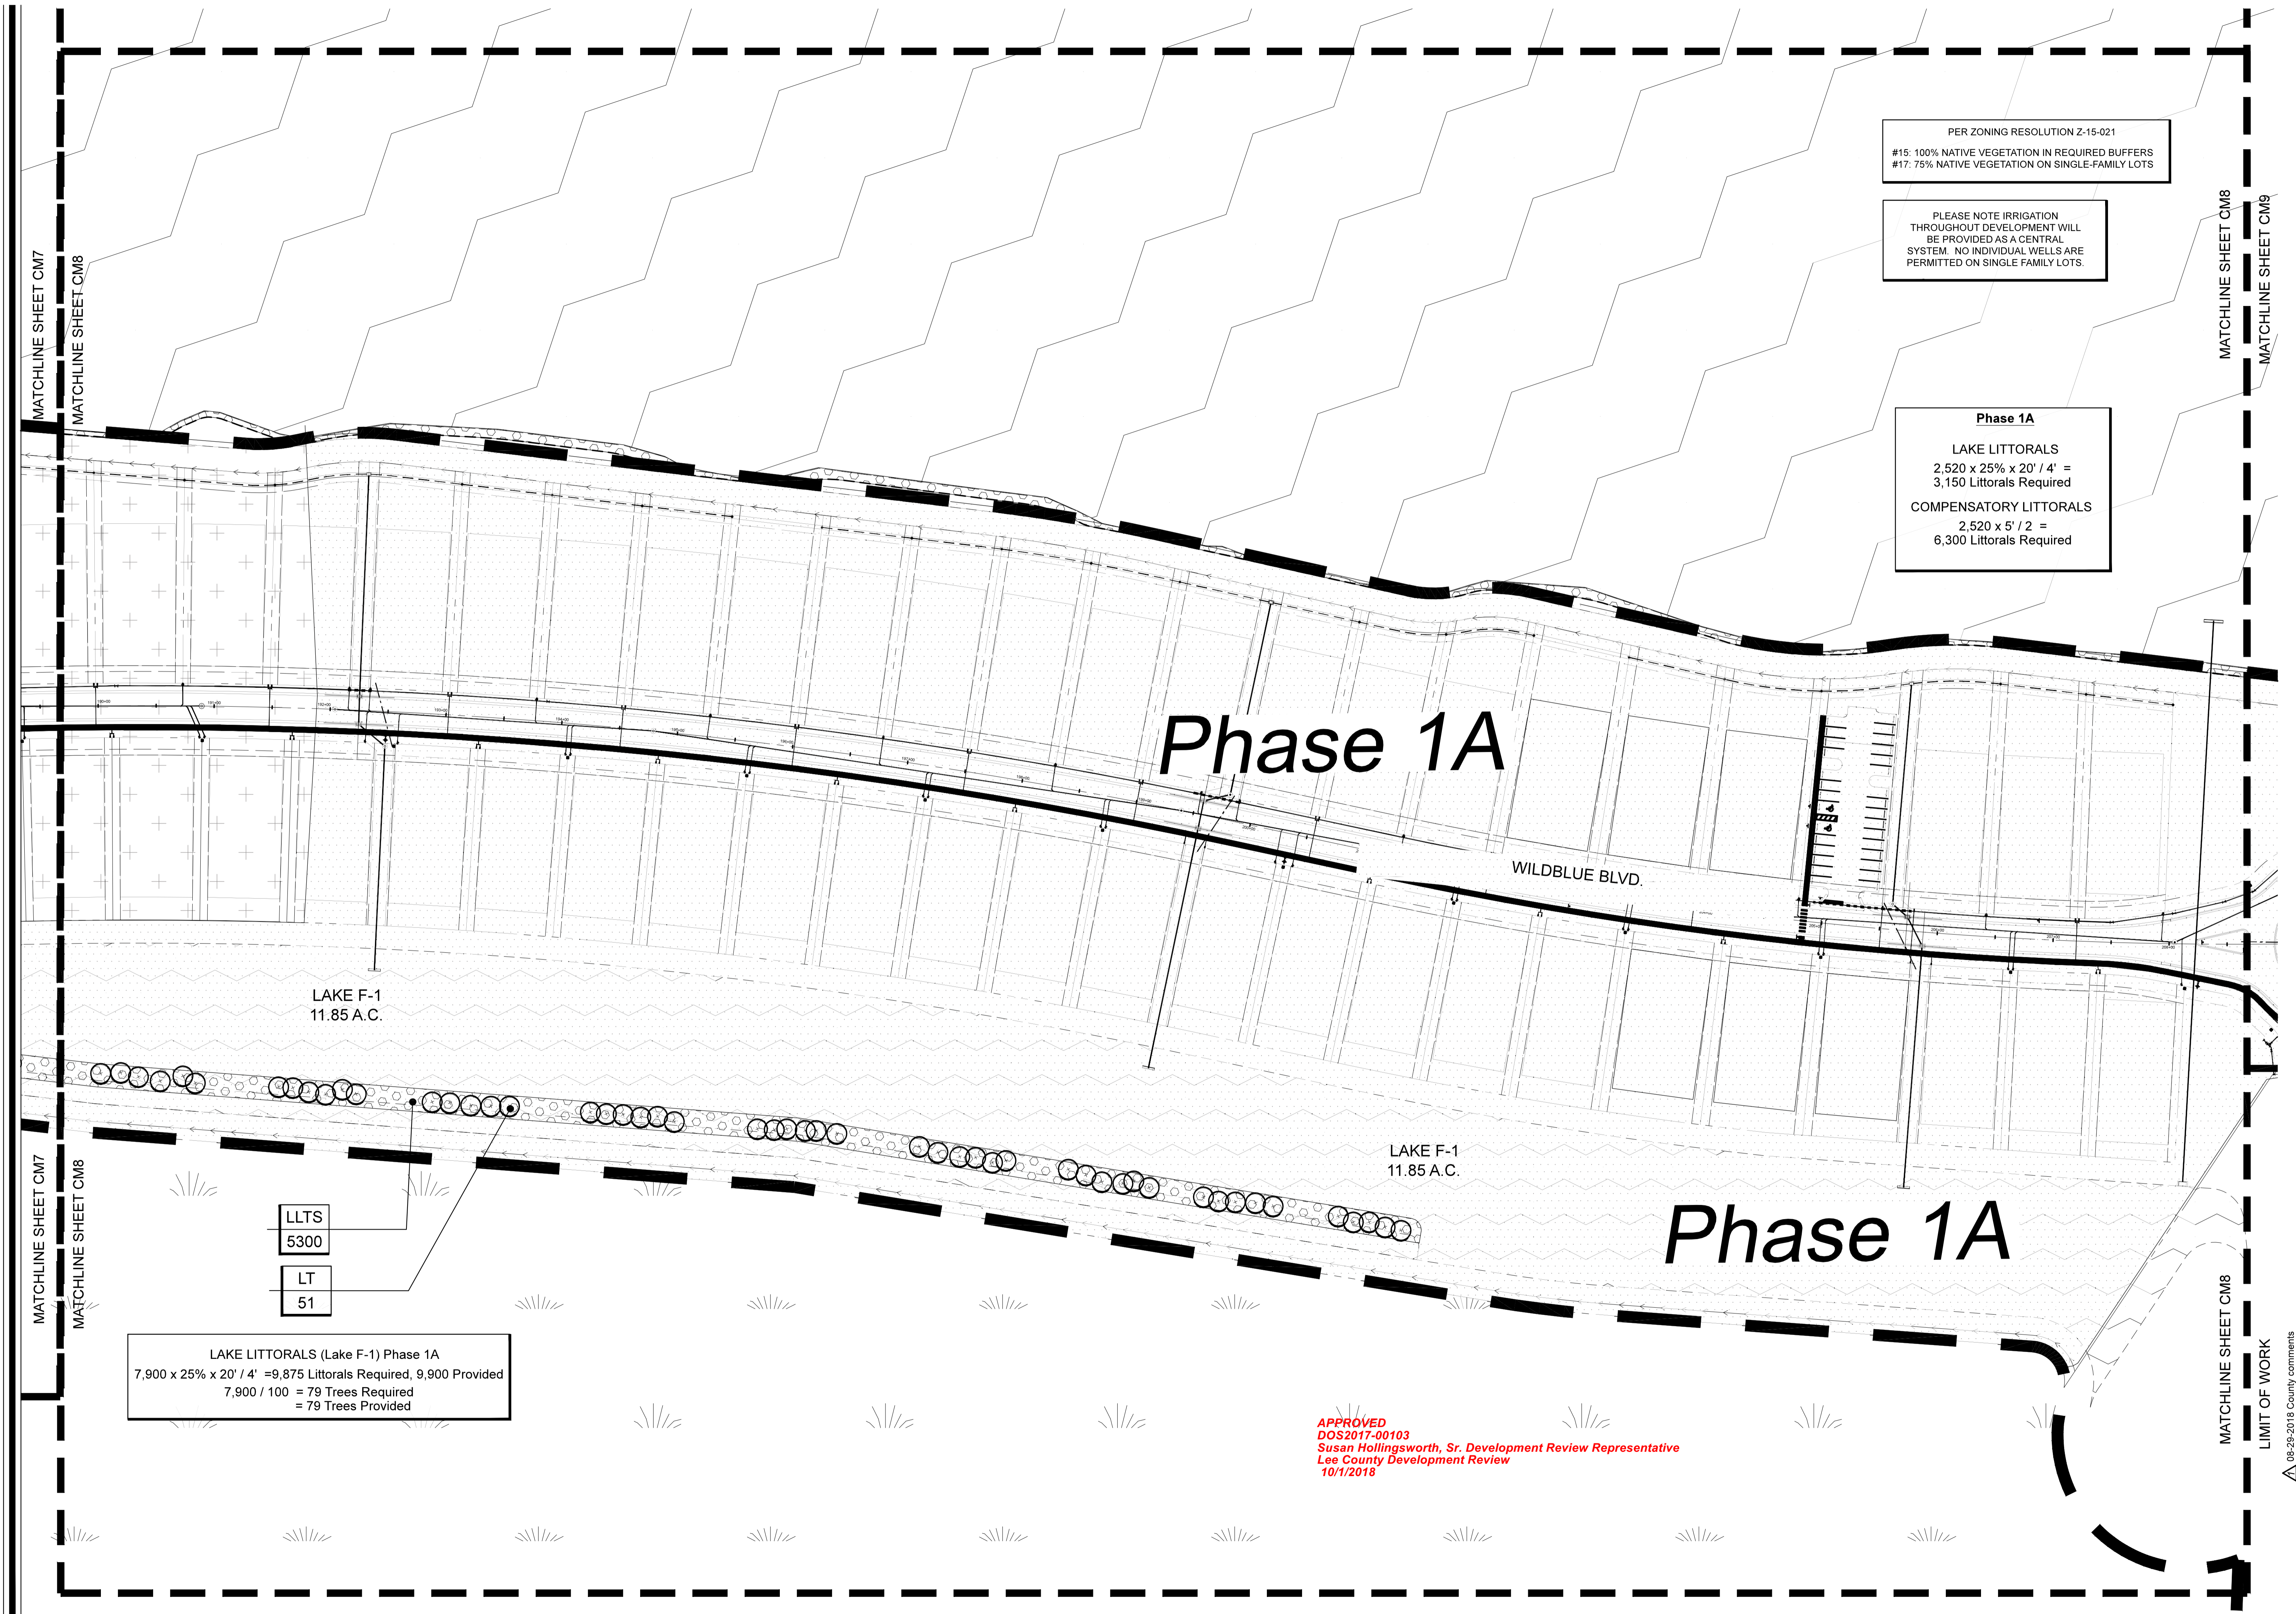 PER ZONING RESOLUTION Z-15-021
#15: 100% NATIVE VEGETATION IN REQUIRED BUFFERS
#17: 75% NATIVE VEGETATION ON SINGLE-FAMILY LOTS
PLEASE NOTE IRRIGATION
THROUGHOUT DEVELOPMENT WILL
BE PROVIDED AS A CENTRAL
SYSTEM. NO INDIVIDUAL WELLS ARE
PERMITTED ON SINGLE FAMILY LOTS.
MATCHLINE SHEET CM7
MATCHLINE SHEET CM8
MATCHLINE SHEET CM8
MATCHLINE SHEET CM9
Phase 1A
LAKE LITTORALS
2,520 x 25% x 20' / 4' =
3,150 Littorals Required
COMPENSATORY LITTORALS
2,520 x 5' / 2 =
6,300 Littorals Required
Phase 1A
WILDBLUE BLVD.
LAKE F-1
11.85 A.C.
LAKE F-1
11.85 A.C.
Phase 1A
MATCHLINE SHEET CM7
MATCHLINE SHEET CM8
LLTS
5300
LT
51
LAKE LITTORALS (Lake F-1) Phase 1A
7,900 x 25% x 20' / 4' =9,875 Littorals Required, 9,900 Provided
7,900 / 100 = 79 Trees Required
= 79 Trees Provided
APPROVED
DOS2017-00103
Susan Hollingsworth, Sr. Development Review Representative
Lee County Development Review
10/1/2018
MATCHLINE SHEET CM8
LIMIT OF WORK
1 08-29-2018 County comments